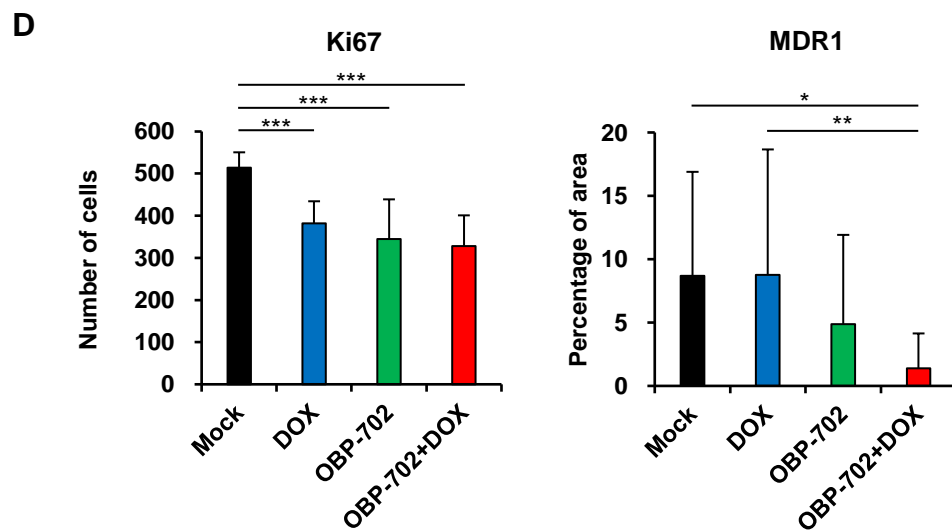 D
Ki67
***
***
***
Number of cells
600
500
400
300
200
100
0
Mock
DOX
OBP-702
OBP-702+DOX
MDR1
*
**
Percentage of area
20
15
10
5
0
Mock
DOX
OBP-702
OBP-702+DOX